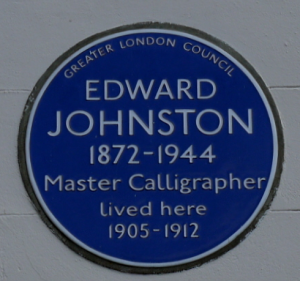 GREATER LONDON COUNCIL
EDWARD
JOHNSTON
1872-1944
Master Calligrapher
lived here
1905-1912